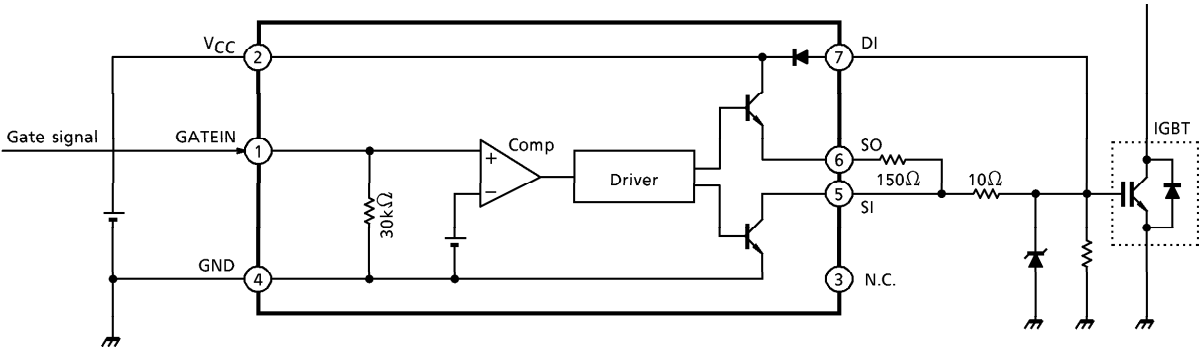 VCC
2
7
DI
Gate signal
GATEIN
1
Comp
+
−
Driver
30kΩ
6
SO
150Ω
10Ω
5
SI
IGBT
GND
4
3
N.C.